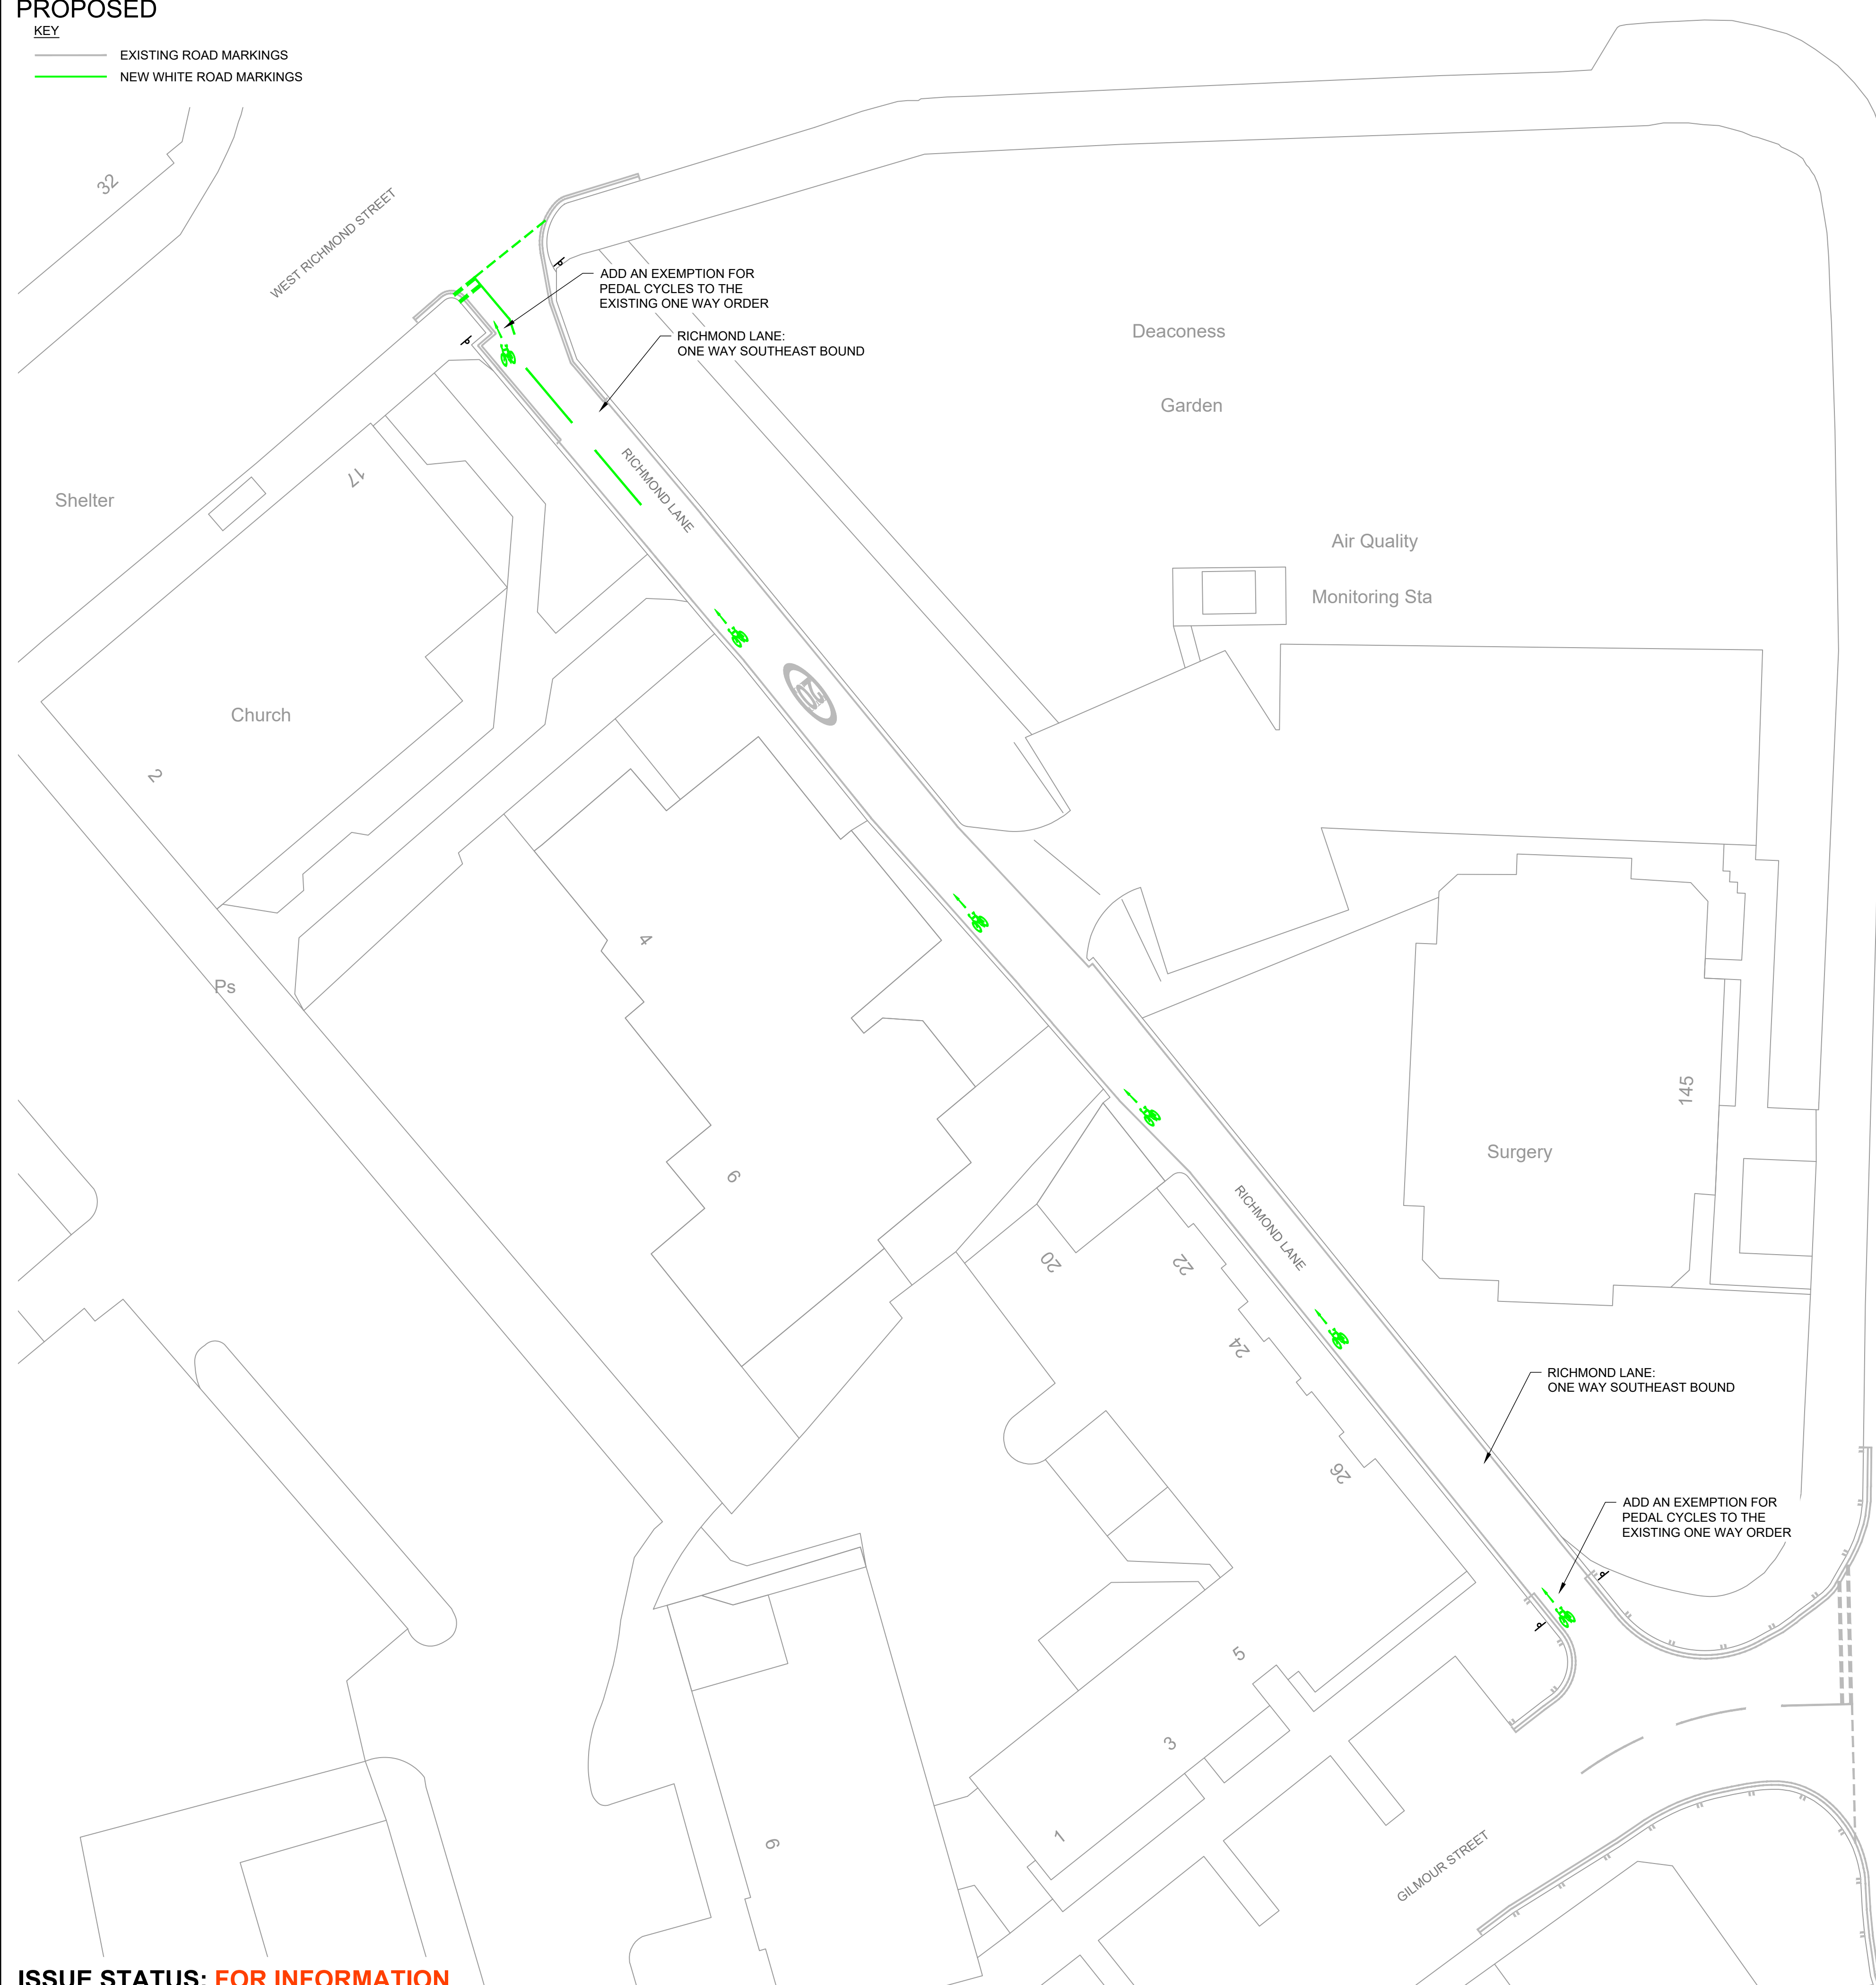 PROPOSED
KEY
EXISTING ROAD MARKINGS
NEW WHITE ROAD MARKINGS
32
WEST RICHMOND STREET
ADD AN EXEMPTION FOR
PEDAL CYCLES TO THE
EXISTING ONE WAY ORDER
RICHMOND LANE:
ONE WAY SOUTHEAST BOUND
Deaconess
Garden
17
Shelter
RICHMOND LANE
Air Quality
Monitoring Sta
Church
2
4
Ps
145
Surgery
9
RICHMOND LANE
20
22
24
26
RICHMOND LANE:
ONE WAY SOUTHEAST BOUND
ADD AN EXEMPTION FOR
PEDAL CYCLES TO THE
EXISTING ONE WAY ORDER
5
3
1
9
GILMOUR STREET
ISSUE STATUS: FOR INFORMATION